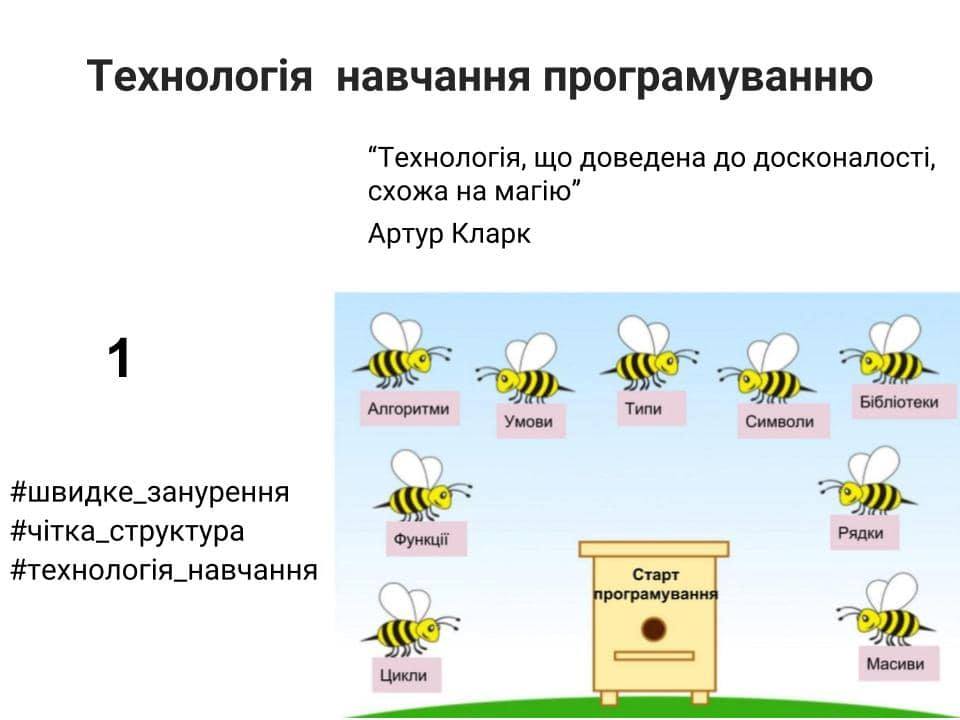 Технологія навчання програмуванню
“Технологія, що доведена до досконалості,
схожа на магію”
Артур Кларк
1
#швидке_занурення
#чітка_структура
#технологія_навчання
Алгоритми
Умови
Типи
Символи
Бібліотеки
Функції
Рядки
Старт
програмування
Цикли
Масиви